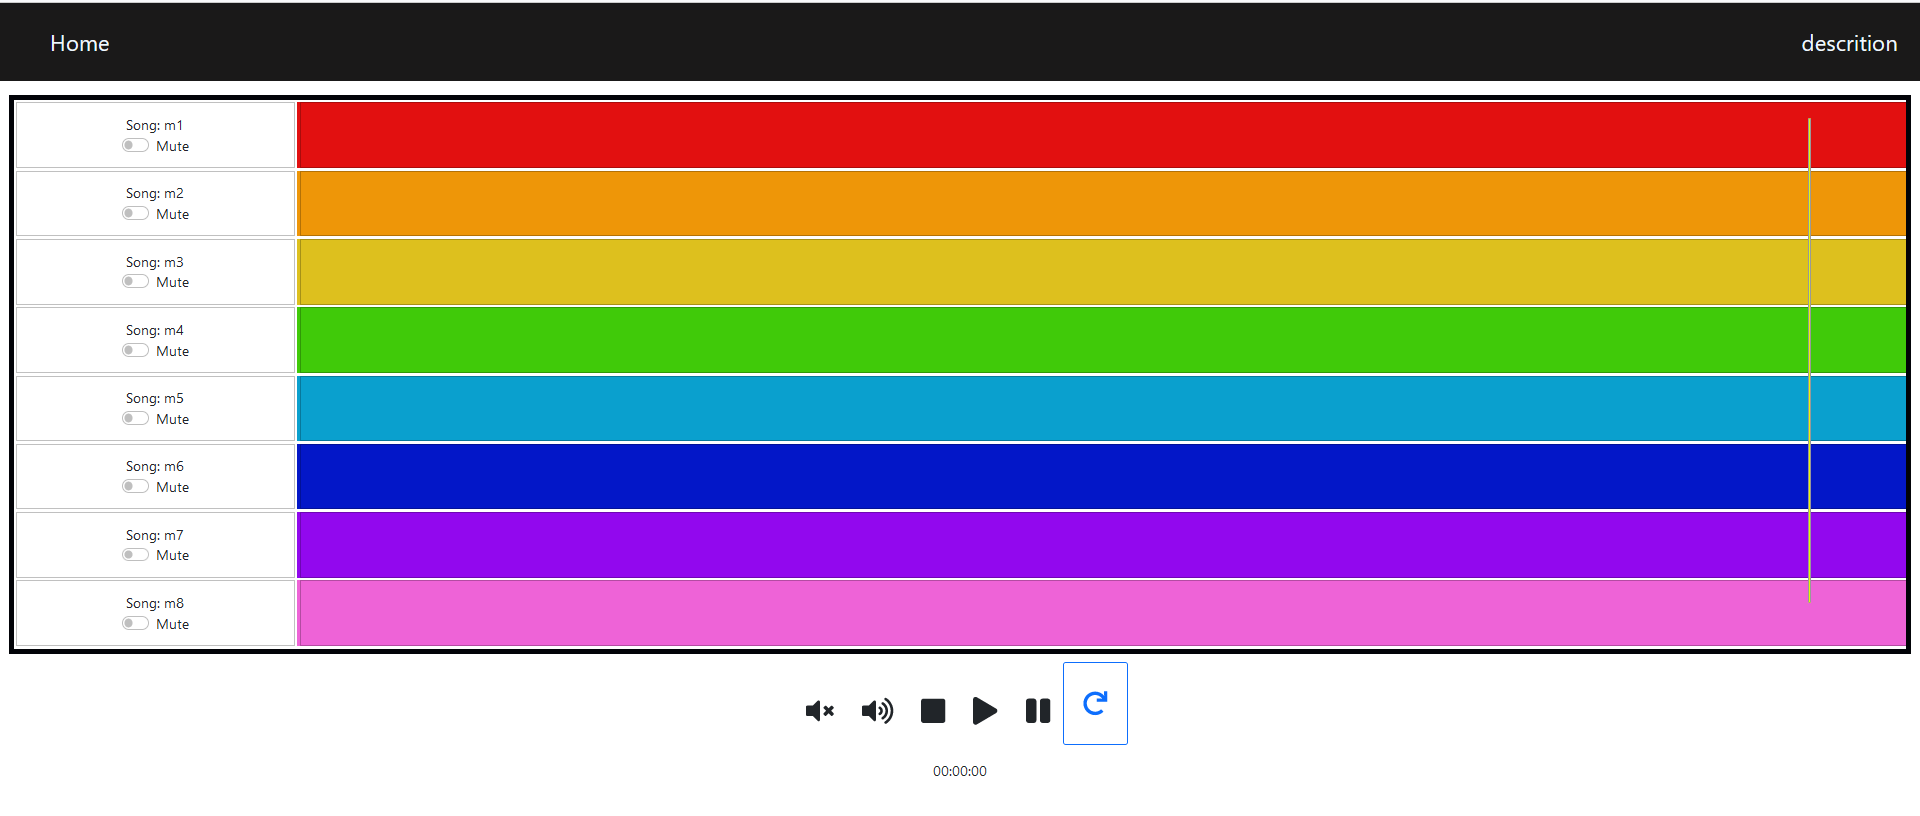 Home
descrition
Song: m1
Mute
Song: m2
Mute
Song: m3
Mute
Song: m4
Mute
Song: m5
Mute
Song: m6
Mute
Song: m7
Mute
Song: m8
Mute
00:00:00